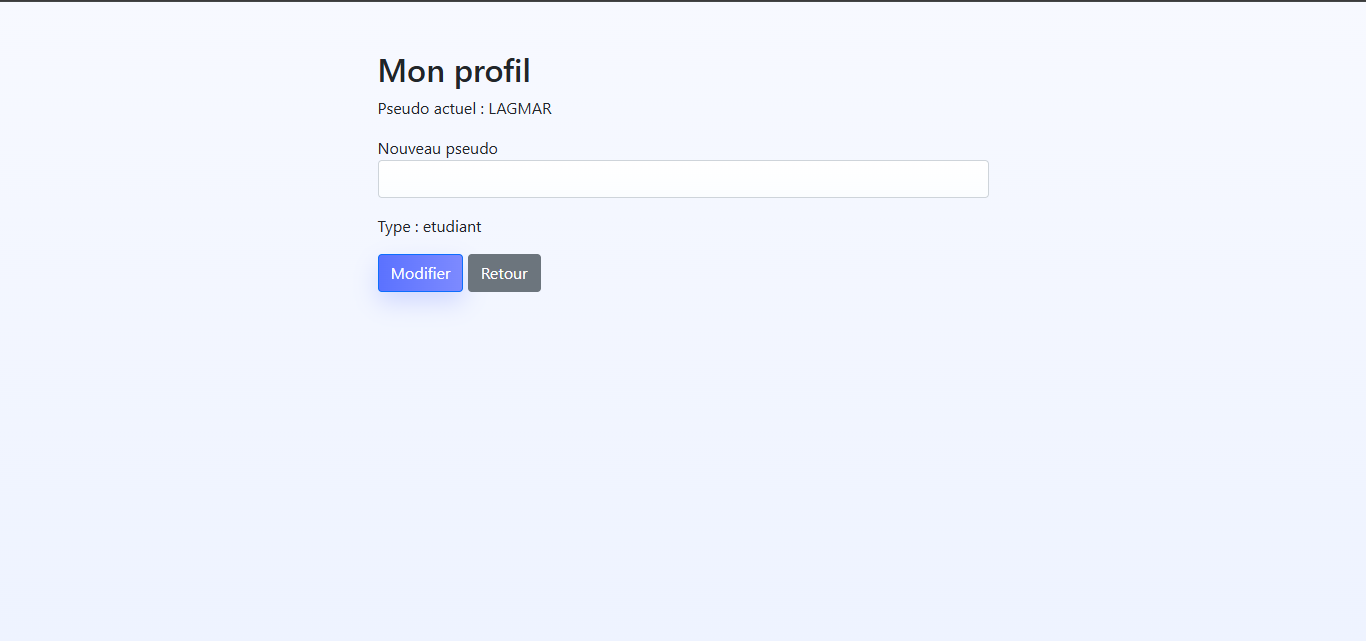 Mon profil
Pseudo actuel : LAGMAR
Nouveau pseudo
Type : etudiant
Modifier Retour